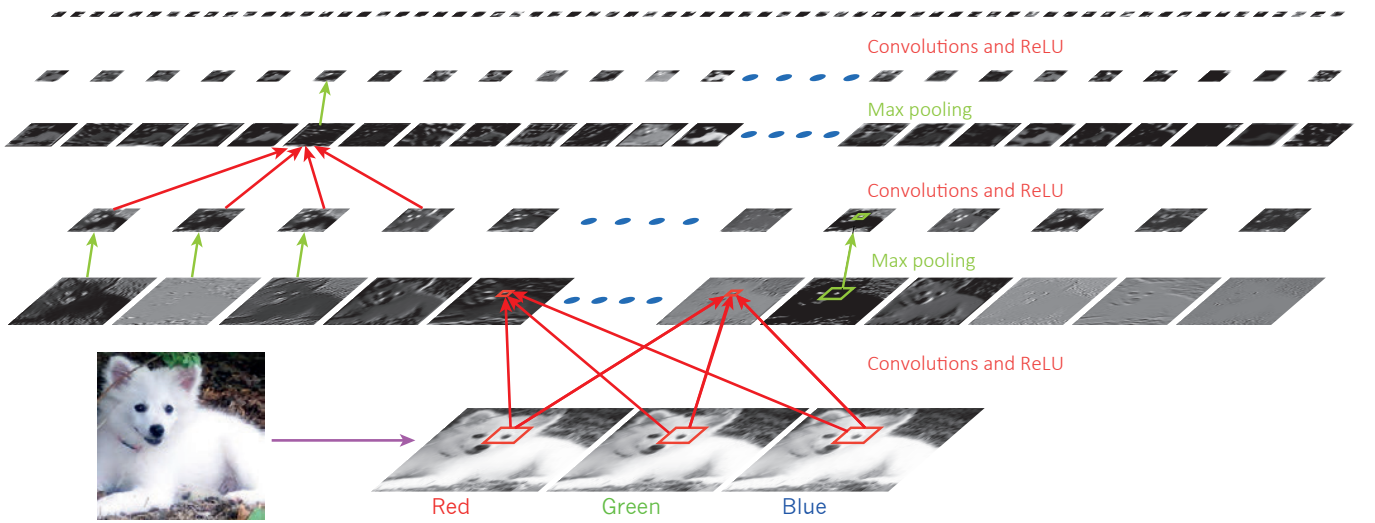 Convolutions and ReLU
Max pooling
Convolutions and ReLU
Max pooling
Convolutions and ReLU
Red
Green
Blue